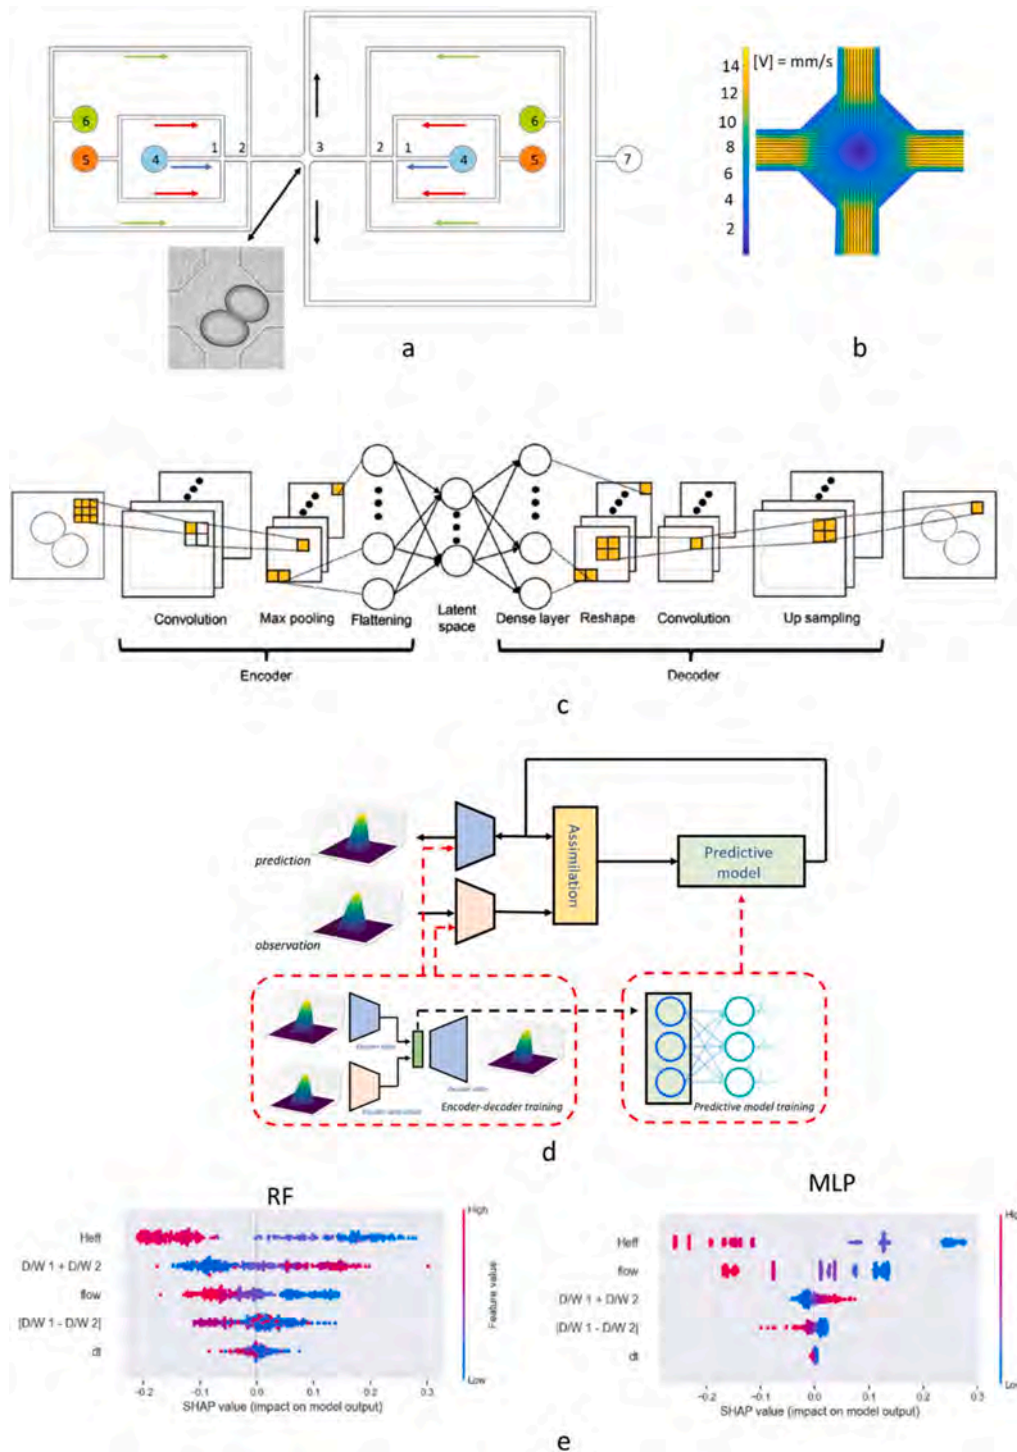 6
5
4
1
2
3
2
1
4
6
5
7
a
[V] = mm/s
14
12
10
8
6
4
2
b
Convolution
Max pooling
Flattening
Latent
space
Dense layer
Reshape
Convolution
Up sampling
Encoder
Decoder
c
prediction
observation
Assimilation
Predictive
model
Encoder-decoder training
Predictive model training
d
RF
Heff
D/W 1 + D/W 2
flow
|D/W 1 - D/W 2|
dt
−0.2
−0.1
0.0
0.1
0.2
0.3
SHAP value (impact on model output)
High
Feature value
Low
MLP
Heff
flow
D/W 1 + D/W 2
|D/W 1 - D/W 2|
dt
−0.2
−0.1
0.0
0.1
0.2
0.3
SHAP value (impact on model output)
e